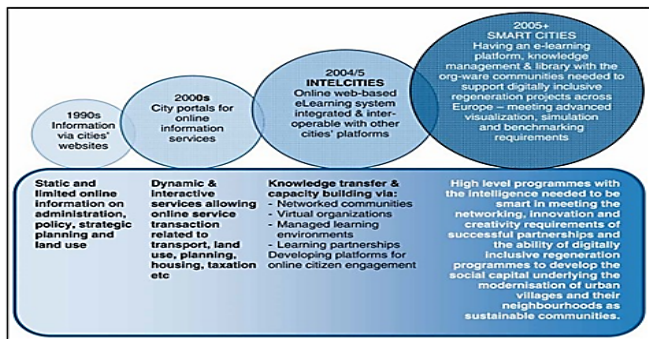 1990s
Information
via cities'
websites
2000s
City portals for
online
information
services
2004/5
INTELCITIES
Online web-based
eLearning system
integrated & inter-
operable with other
cities' platforms
2005+
SMART CITIES
Having an e-learning
platform, knowledge
management & library with the
org-ware communities needed to
support digitally inclusive
regeneration projects across
Europe – meeting advanced
visualization, simulation
and benchmarking
requirements
Static and
limited online
information on
administration,
policy, strategic
planning and
land use
Dynamic &
interactive
services allowing
online service
transaction
related to
transport, land
use, planning,
housing, taxation
etc
Knowledge transfer &
capacity building via:
- Networked communities
- Virtual organizations
- Managed learning
environments
- Learning partnerships
Developing platforms for
online citizen engagement
High level programmes with
the intelligence needed to be
smart in meeting the
networking, innovation and
creativity requirements of
successful partnerships and
the ability of digitally
inclusive regeneration
programmes to develop the
social capital underlying the
modernisation of urban
villages and their
neighbourhoods as
sustainable communities.